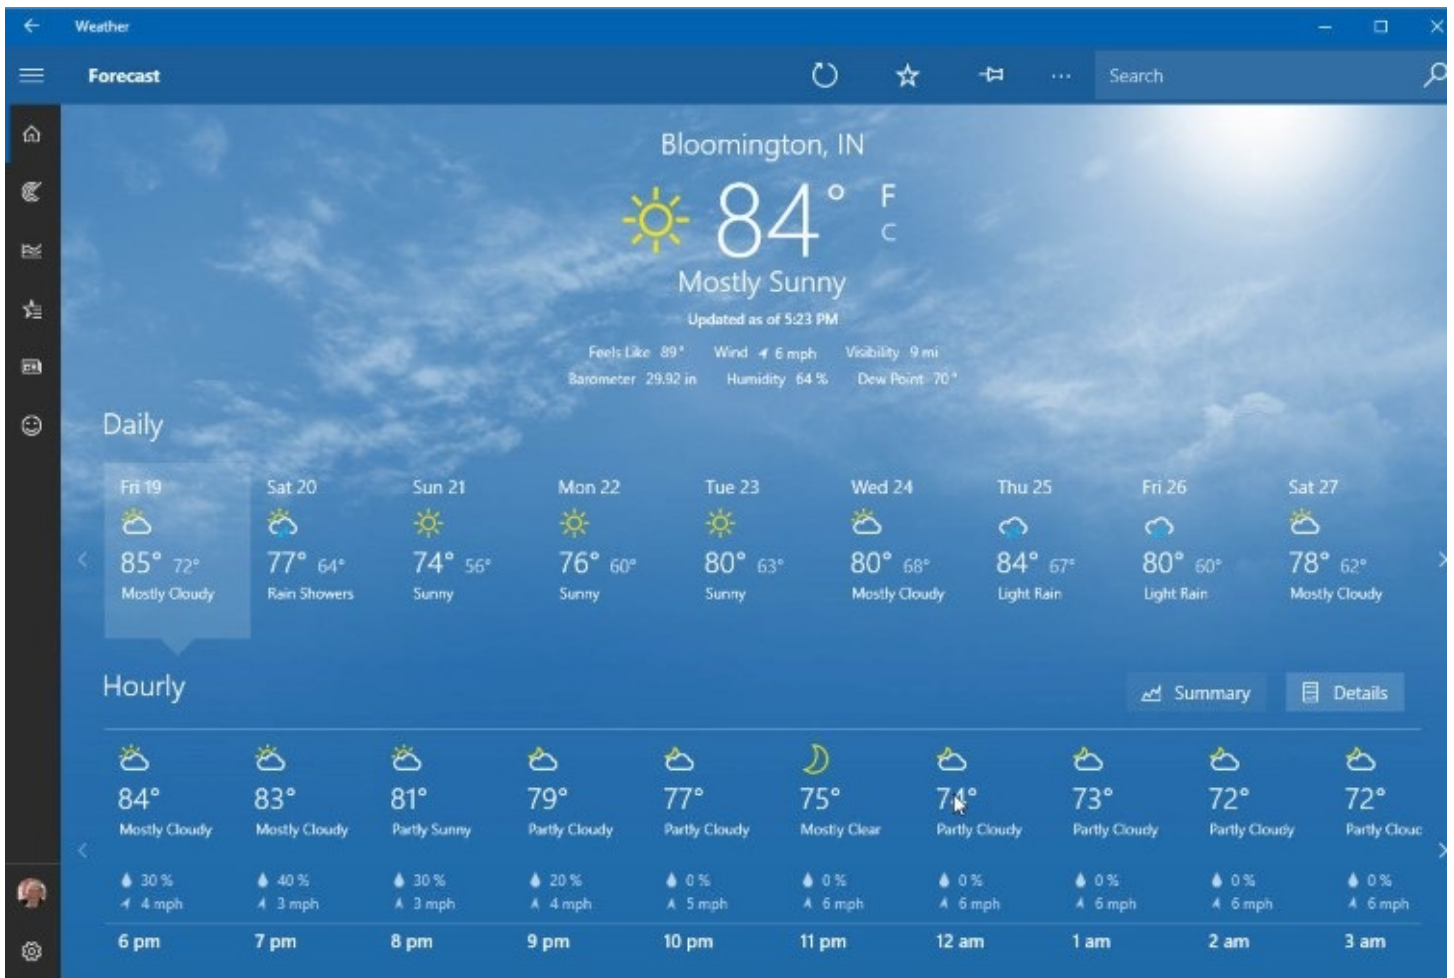 Weather
Forecast ... Search
Bloomington, IN
84° F
C
Mostly Sunny
Updated as of 5:23 PM
Feels Like 89° Wind 6 mph Visibility 9 mi
Barometer 29.92 in Humidity 64 % Dew Point 70°
Daily
Fri 19 Sat 20 Sun 21 Mon 22 Tue 23 Wed 24 Thu 25 Fri 26 Sat 27
85° 72° 77° 64° 74° 56° 76° 60° 80° 63° 80° 68° 84° 67° 80° 60° 78° 62°
Mostly Cloudy Rain Showers Sunny Sunny Sunny Mostly Cloudy Light Rain Light Rain Mostly Cloudy
Hourly Summary Details
84° 83° 81° 79° 77° 75° 74° 73° 72° 72°
Mostly Cloudy Mostly Cloudy Partly Sunny Partly Cloudy Partly Cloudy Mostly Clear Partly Cloudy Partly Cloudy Partly Cloudy Partly Clouc
30 % 40 % 30 % 20 % 0 % 0 % 0 % 0 % 0 % 0 %
4 mph 3 mph 3 mph 4 mph 5 mph 6 mph 6 mph 6 mph 6 mph 6 mph
6 pm 7 pm 8 pm 9 pm 10 pm 11 pm 12 am 1 am 2 am 3 am